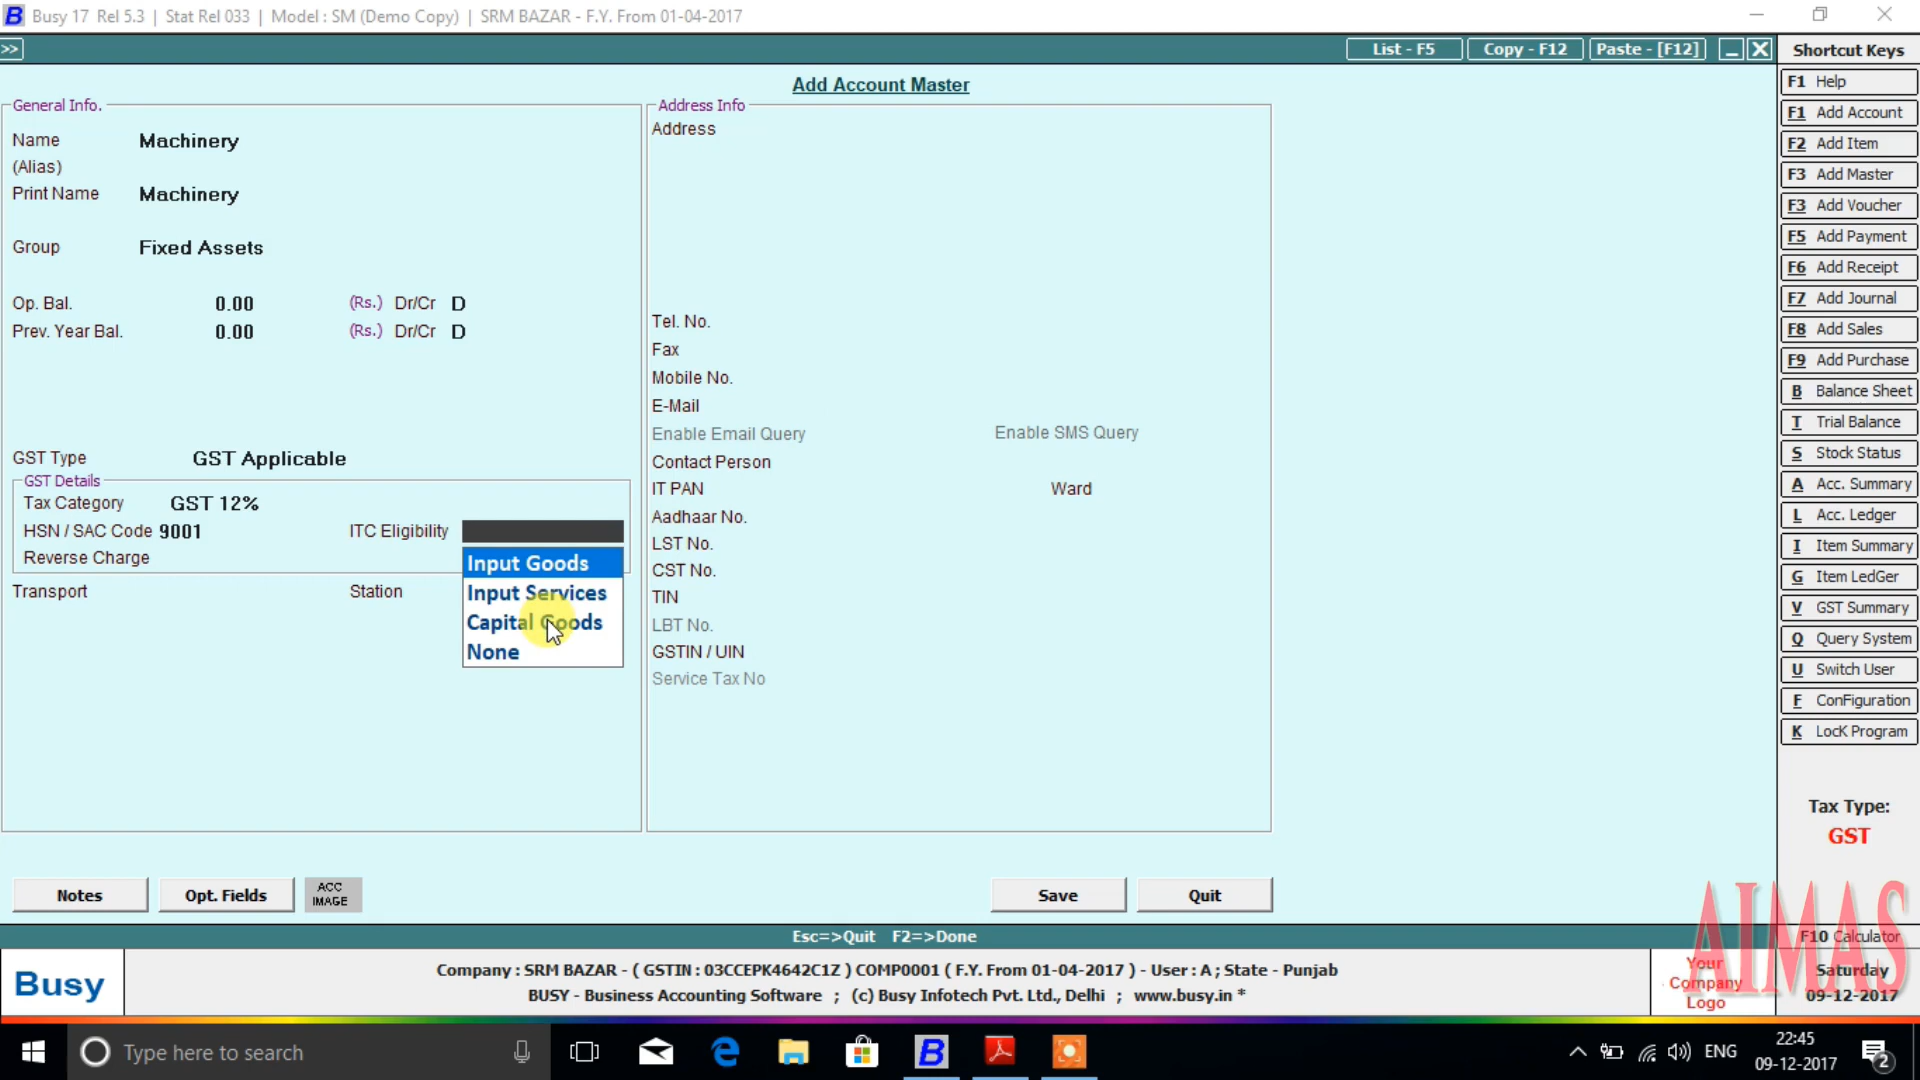 Busy 17 Rel 5.3 | Stat Rel 033 | Model : SM (Demo Copy) | SRM BAZAR - F.Y. From 01-04-2017
>> List - F5 Copy - F12 Paste - [F12]
Shortcut Keys
Add Account Master
General Info.
Name Machinery
(Alias)
Print Name Machinery
Group Fixed Assets
Op. Bal. 0.00 (Rs.) Dr/Cr D
Prev. Year Bal. 0.00 (Rs.) Dr/Cr D
GST Type GST Applicable
GST Details
Tax Category GST 12%
HSN / SAC Code 9001 ITC Eligibility
Reverse Charge
Input Goods
Input Services
Capital Goods
None
Transport Station
Address Info
Address
Tel. No.
Fax
Mobile No.
E-Mail
Enable Email Query Enable SMS Query
Contact Person
IT PAN Ward
Aadhaar No.
LST No.
CST No.
TIN
LBT No.
GSTIN / UIN
Service Tax No
Notes Opt. Fields ACC IMAGE Save Quit
Esc=>Quit F2=>Done
F1 Help
F1 Add Account
F2 Add Item
F3 Add Master
F3 Add Voucher
F5 Add Payment
F6 Add Receipt
F7 Add Journal
F8 Add Sales
F9 Add Purchase
B Balance Sheet
T Trial Balance
S Stock Status
A Acc. Summary
L Acc. Ledger
I Item Summary
G Item LedGer
V GST Summary
Q Query System
U Switch User
F ConFiguration
K LocK Program
Tax Type:
GST
AIMAS
F10 Calculator
Busy
Company : SRM BAZAR - ( GSTIN : 03CCEPK4642C1Z ) COMP0001 ( F.Y. From 01-04-2017 ) - User : A ; State - Punjab
BUSY - Business Accounting Software ; (c) Busy Infotech Pvt. Ltd., Delhi ; www.busy.in *
Your
Company
Logo
Saturday
09-12-2017
Type here to search
ENG
22:45
09-12-2017
2